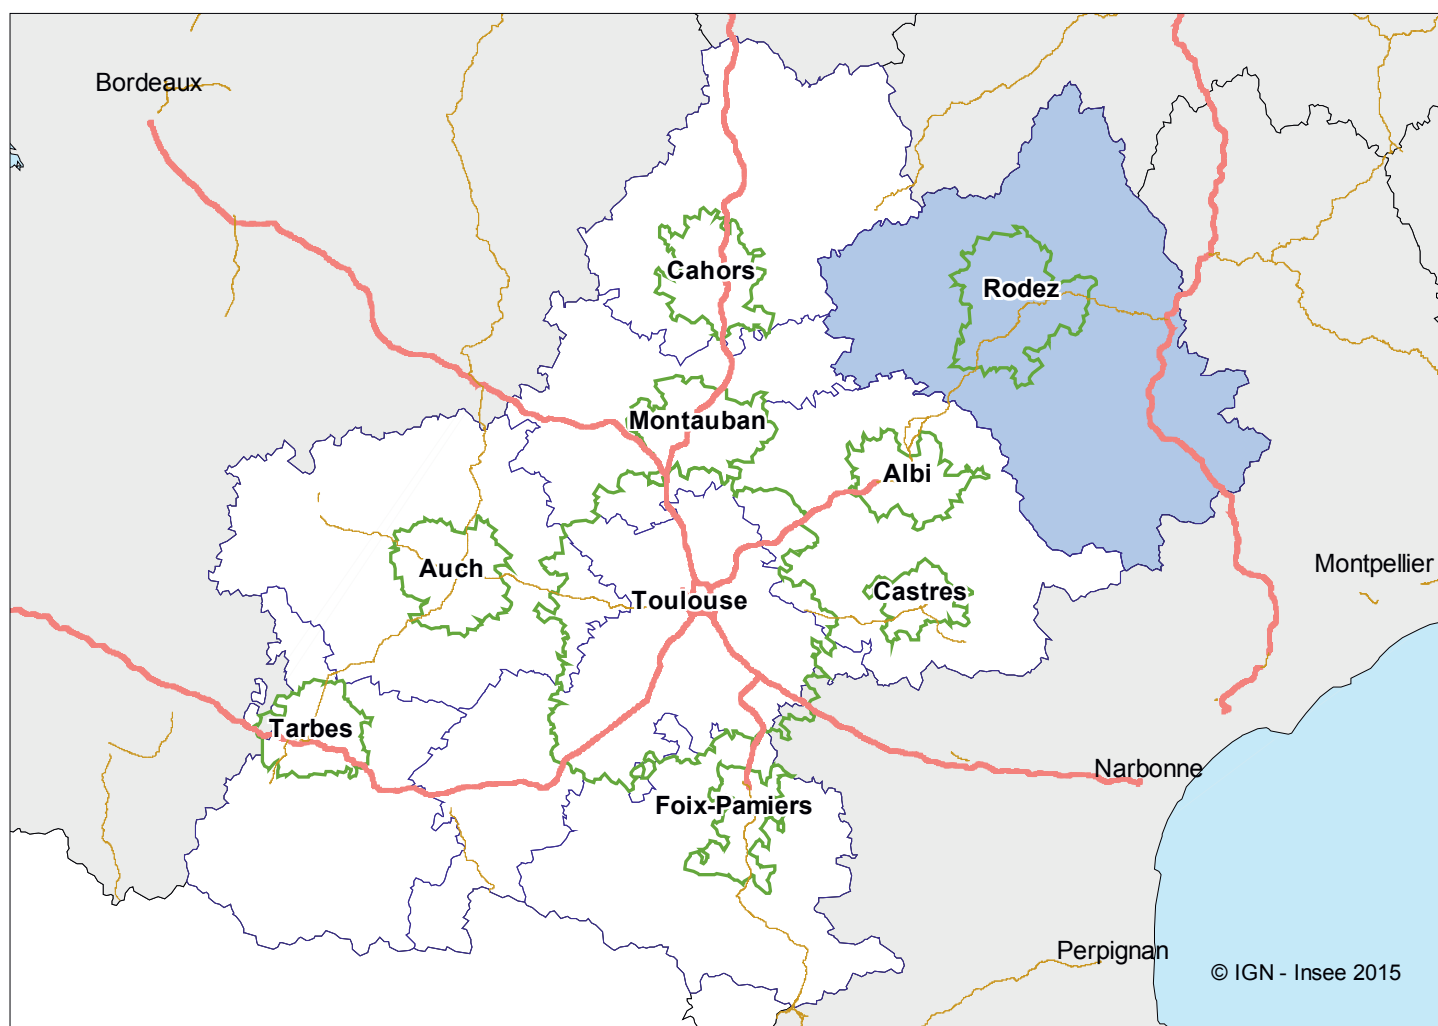 Bordeaux
Cahors
Rodez
Montauban
Albi
Auch
Montpellier
Castres
Toulouse
Tarbes
Narbonne
Foix-Pamiers
Perpignan
© IGN - Insee 2015